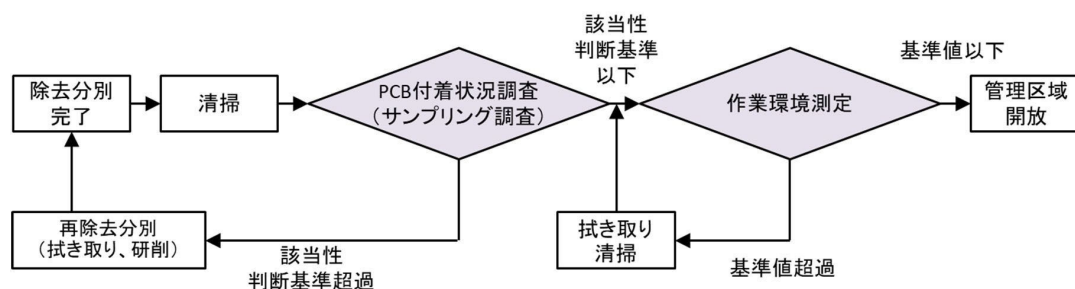 除去分別
完了
清掃
PCB付着状況調査
(サンプリング調査)
該当性
判断基準
以下
作業環境測定
基準値以下
管理区域
開放
再除去分別
(拭き取り、研削)
該当性
判断基準超過
拭き取り
清掃
基準値超過